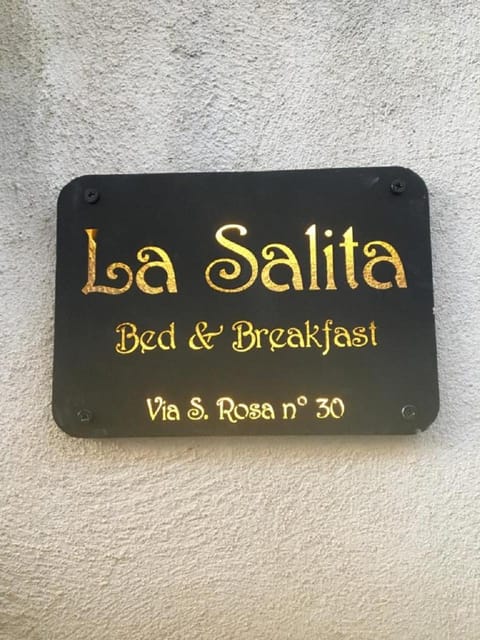 La Salita
Bed & Breakfast
Via S. Rosa n° 30